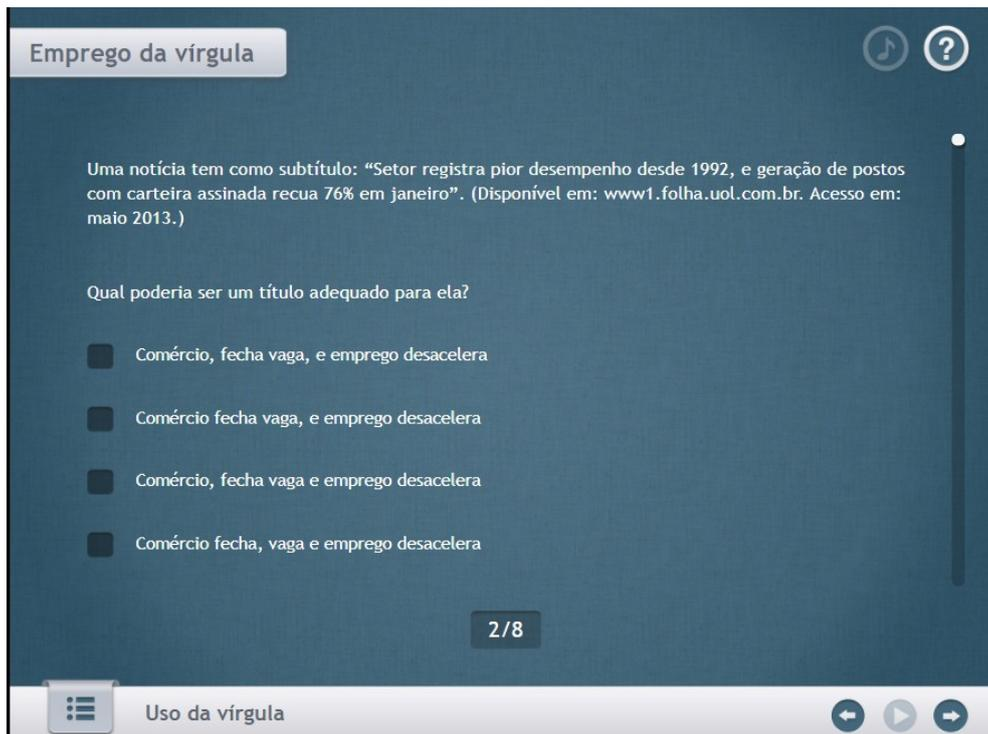 Emprego da vírgula
?
Uma notícia tem como subtítulo: “Setor registra pior desempenho desde 1992, e geração de postos
com carteira assinada recua 76% em janeiro”. (Disponível em: www1.folha.uol.com.br. Acesso em:
maio 2013.)
Qual poderia ser um título adequado para ela?
Comércio, fecha vaga, e emprego desacelera
Comércio fecha vaga, e emprego desacelera
Comércio, fecha vaga e emprego desacelera
Comércio fecha, vaga e emprego desacelera
2/8
Uso da vírgula